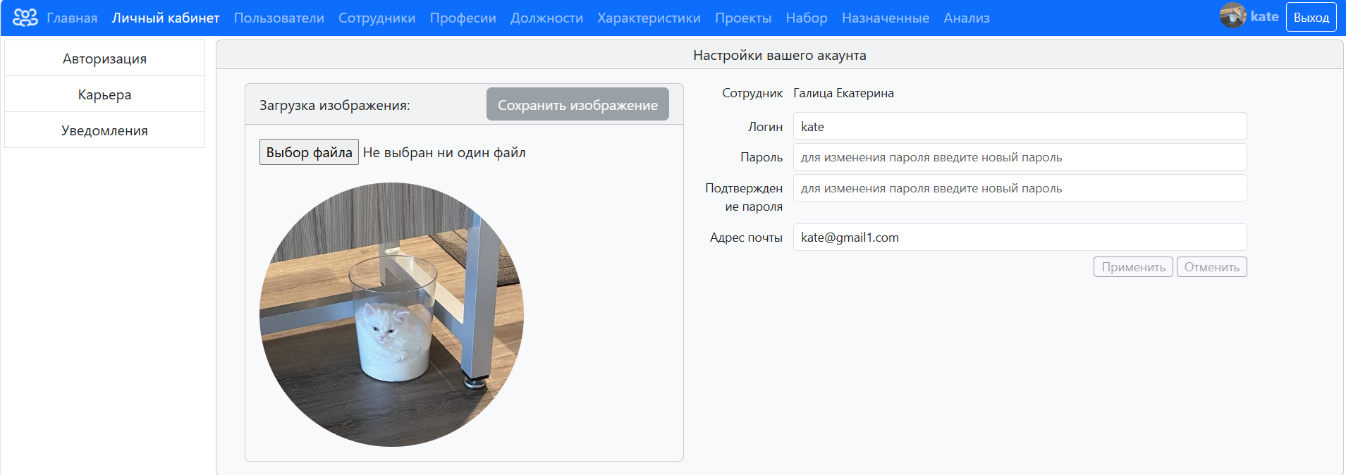 Главная Личный кабинет Пользователи Сотрудники Професии Должности Характеристики Проекты Набор Назначенные Анализ kate Выход
Авторизация
Карьера
Уведомления
Настройки вашего акаунта
Загрузка изображения: Сохранить изображение
Выбор файла Не выбран ни один файл
Сотрудник Галица Екатерина
Логин kate
Пароль для изменения пароля введите новый пароль
Подтвержден для изменения пароля введите новый пароль
ие пароля
Адрес почты kate@gmail1.com
Применить Отменить